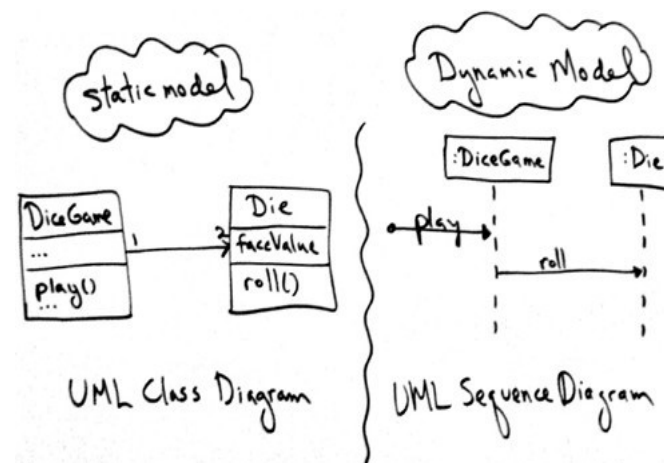 static model
DiceGame
...
play()
...
1
2
Die
faceValue
roll()
UML Class Diagram
Dynamic Model
:DiceGame
:Die
play
roll
UML Sequence Diagram